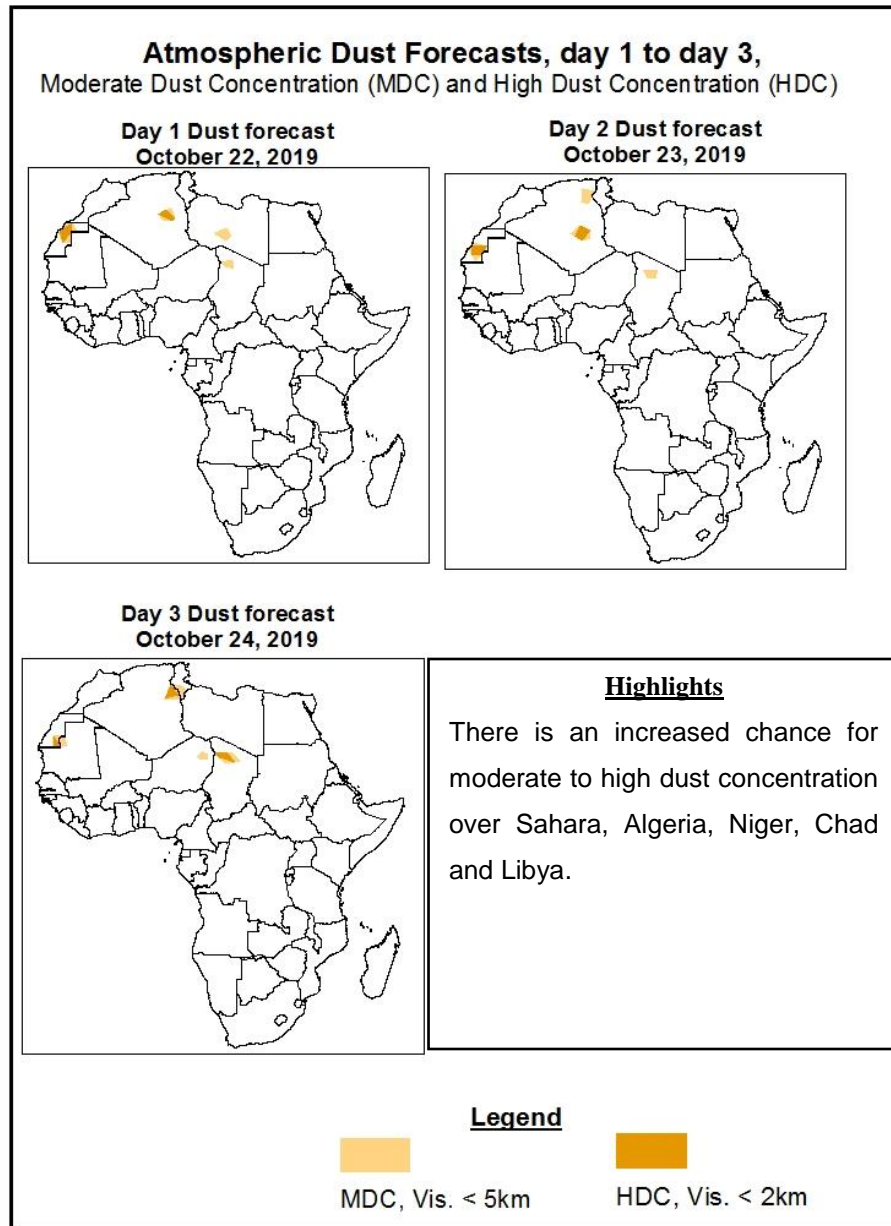 Atmospheric Dust Forecasts, day 1 to day 3,
Moderate Dust Concentration (MDC) and High Dust Concentration (HDC)
Day 1 Dust forecast
October 22, 2019
Day 2 Dust forecast
October 23, 2019
Day 3 Dust forecast
October 24, 2019
Highlights
There is an increased chance for
moderate to high dust concentration
over Sahara, Algeria, Niger, Chad
and Libya.
Legend
MDC, Vis. < 5km
HDC, Vis. < 2km